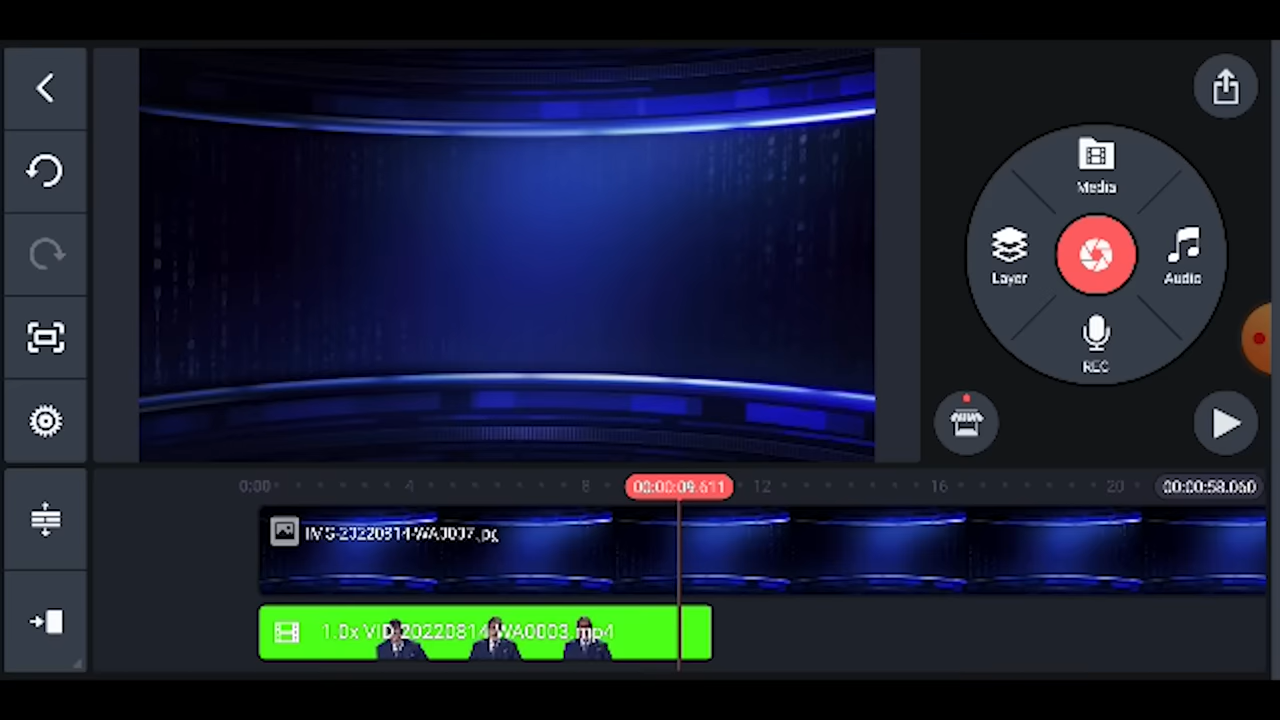 Media
Layer
Audio
REC
0:00
4
8
00:00:09.611
12
16
20
00:00:58.060
IMG-20220814-WA0007.jpg
1.0x VID-20220814-WA0003.mp4